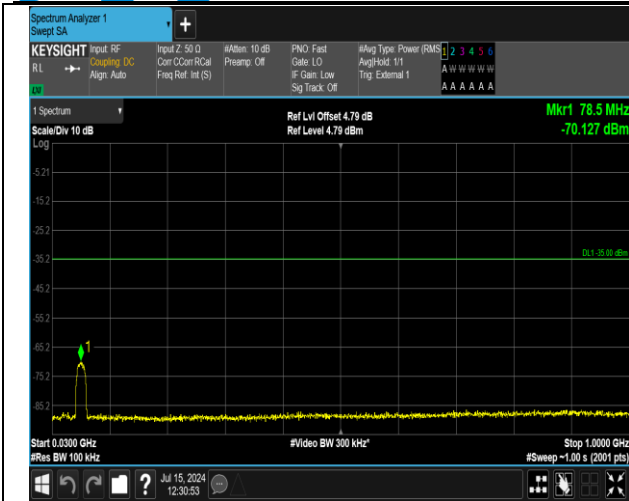 Spectrum Analyzer 1
Swept SA
+
KEYSIGHT
RL
LXI
Input: RF
Coupling: DC
Align: Auto
Input Z: 50 Ω
Corr CCorr RCal
Freq Ref: Int (S)
#Atten: 10 dB
Preamp: Off
PNO: Fast
Gate: LO
IF Gain: Low
Sig Track: Off
#Avg Type: Power (RMS
Avg|Hold: 1/1
Trig: External 1
1 2 3 4 5 6
A W W W W W
A A A A A A
1 Spectrum
Scale/Div 10 dB
Log
Ref Lvl Offset 4.79 dB
Ref Level 4.79 dBm
Mkr1 78.5 MHz
-70.127 dBm
-5.21
-15.2
-25.2
DL1 -35.00 dBm
-35.2
-45.2
-55.2
-65.2
1
-75.2
-85.2
Start 0.0300 GHz
#Res BW 100 kHz
#Video BW 300 kHz*
Stop 1.0000 GHz
#Sweep ~1.00 s (2001 pts)
?
Jul 15, 2024
12:30:53